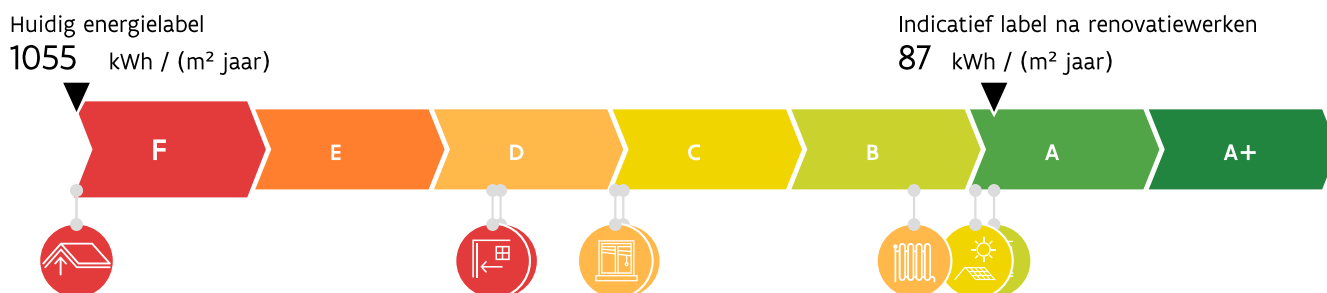 Huidig energielabel
1055 kWh / (m² jaar)
Indicatief label na renovatiewerken
87 kWh / (m² jaar)
F E D C B A A+